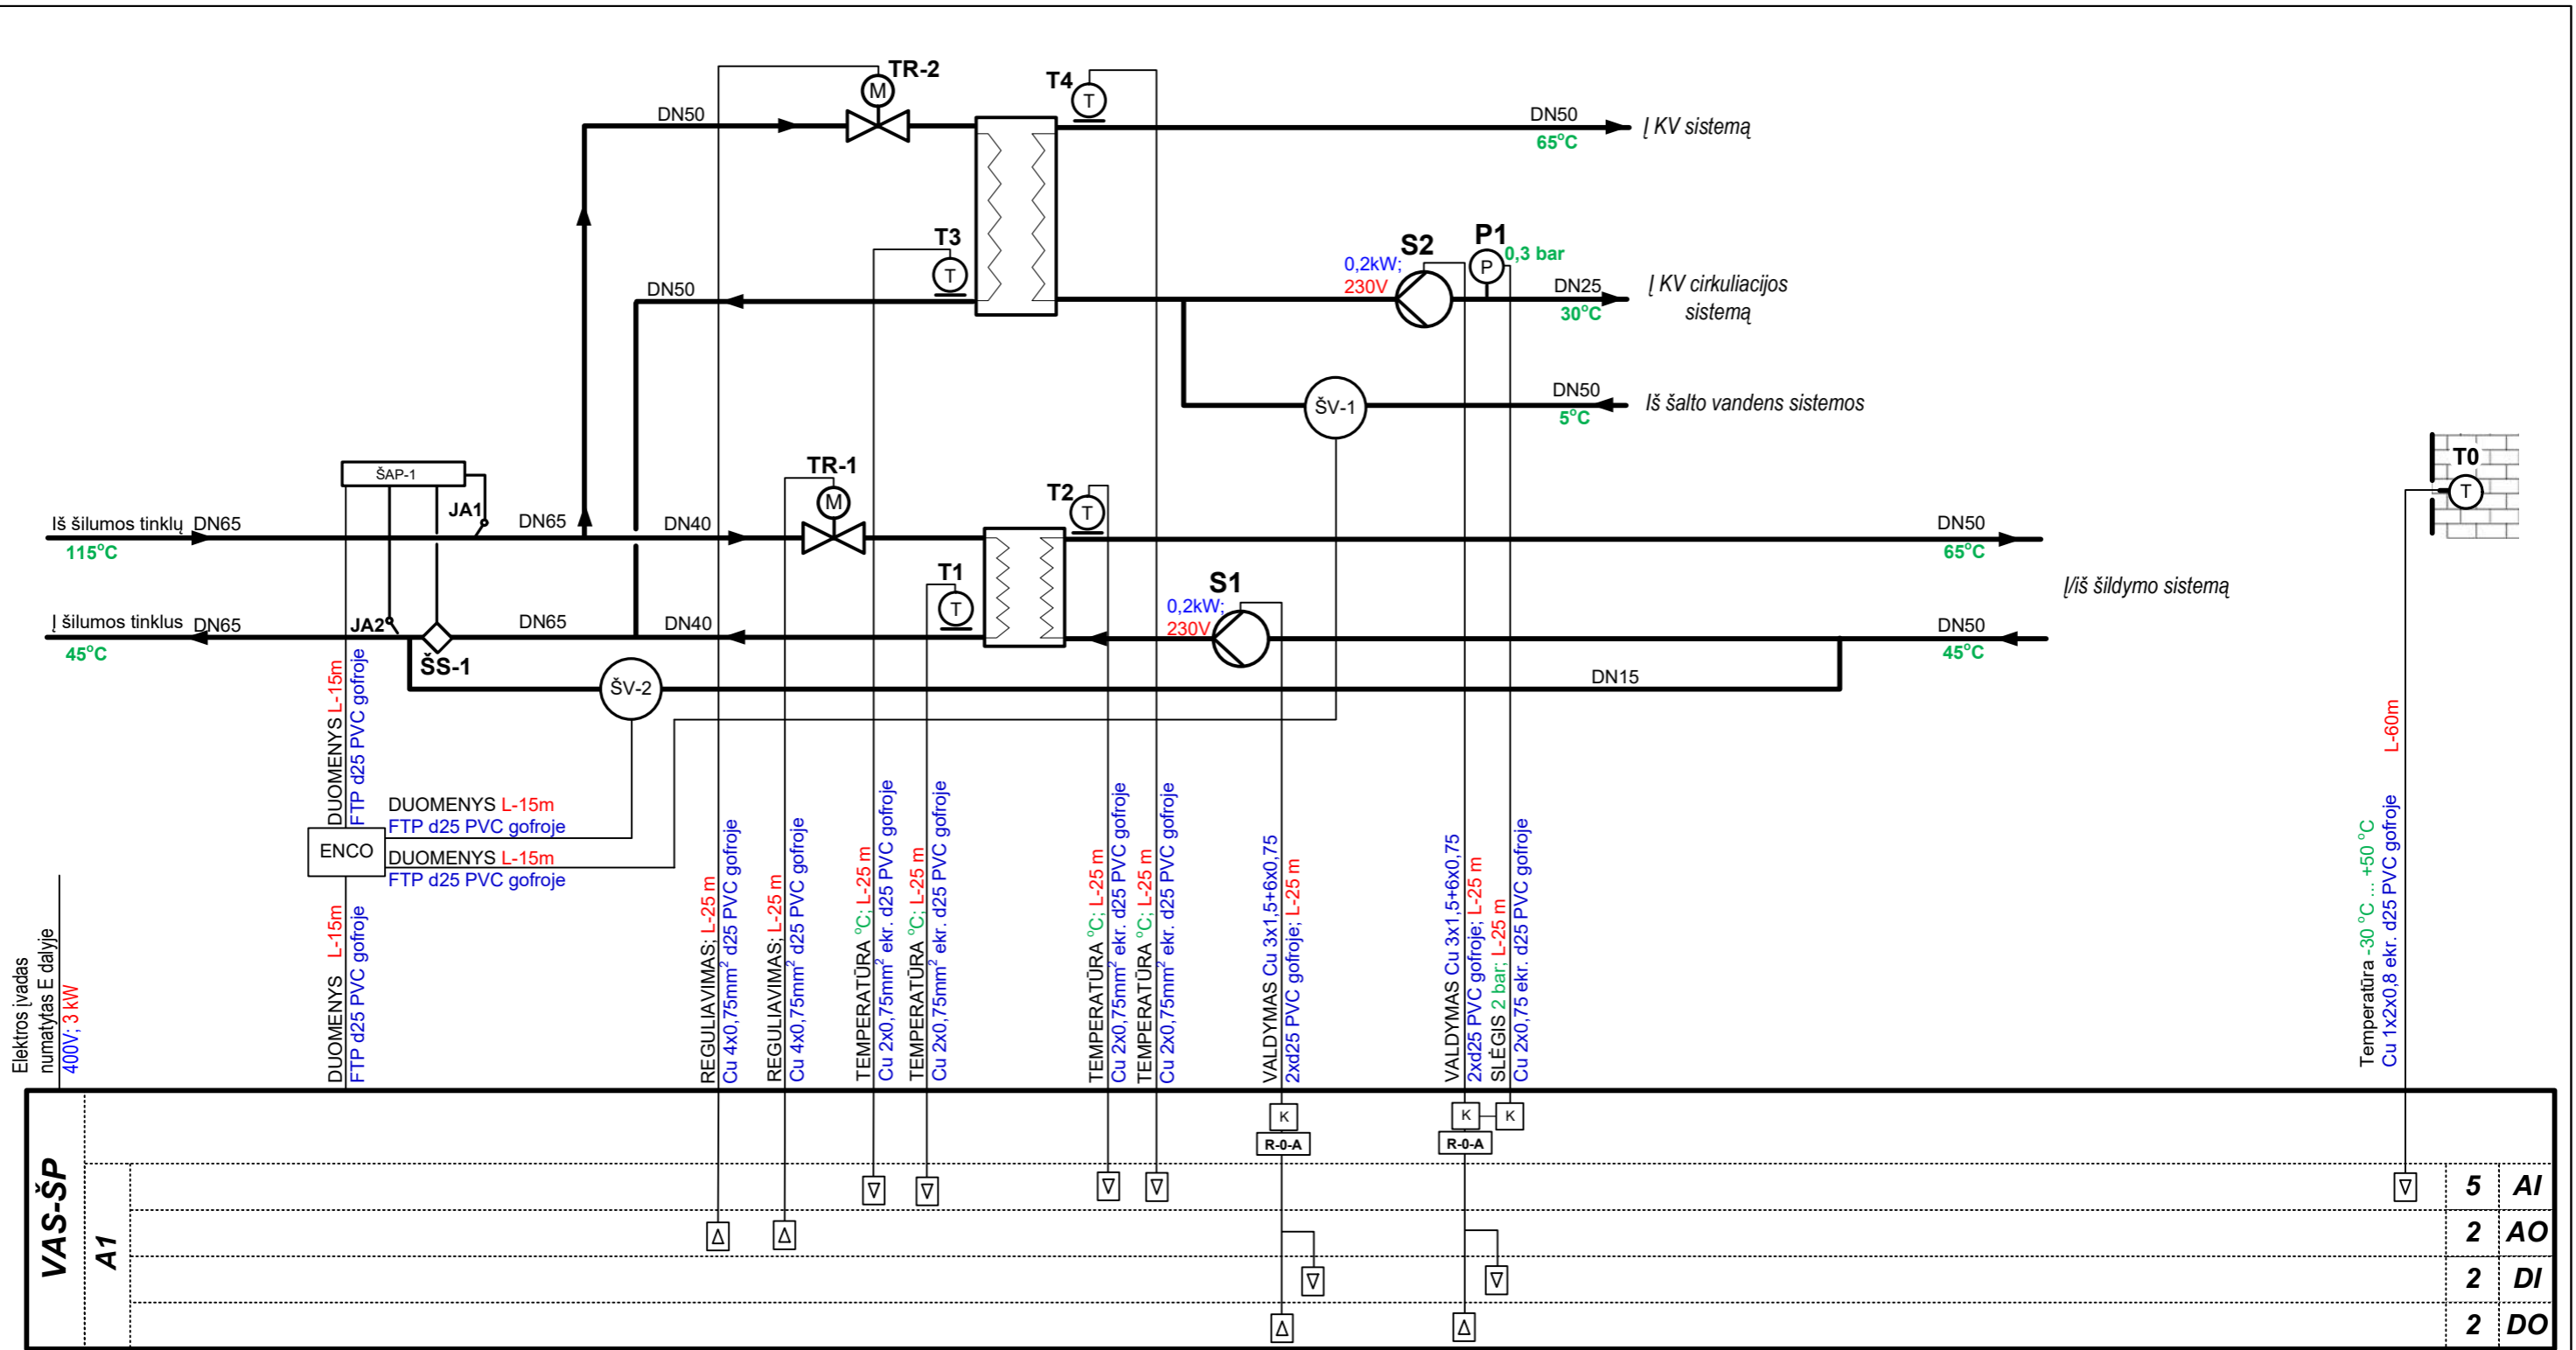 TR-2
M
T4
T
DN50
DN50
65°C
Į KV sistemą
T3
T
DN50
S2
0,2kW;
230V
P1
P
0,3 bar
DN25
30°C
Į KV cirkuliacijos
sistemą
ŠV-1
DN50
5°C
Iš šalto vandens sistemos
ŠAP-1
JA1
TR-1
M
T2
T
T0
T
Iš šilumos tinklų DN65
115°C
DN65
DN40
DN50
65°C
T1
T
S1
0,2kW;
230V
Į/iš šildymo sistemą
Į šilumos tinklus DN65
45°C
JA2
ŠS-1
DN65
DN40
DN50
45°C
ŠV-2
DN15
DUOMENYS L-15m
FTP d25 PVC gofroje
DUOMENYS L-15m
FTP d25 PVC gofroje
ENCO
DUOMENYS L-15m
FTP d25 PVC gofroje
Elektros įvadas
numatytas E dalyje
400V; 3 kW
DUOMENYS L-15m
FTP d25 PVC gofroje
REGULIAVIMAS; L-25 m
Cu 4x0,75mm² d25 PVC gofroje
REGULIAVIMAS; L-25 m
Cu 4x0,75mm² d25 PVC gofroje
TEMPERATŪRA °C; L-25 m
Cu 2x0,75mm² ekr. d25 PVC gofroje
TEMPERATŪRA °C; L-25 m
Cu 2x0,75mm² ekr. d25 PVC gofroje
TEMPERATŪRA °C; L-25 m
Cu 2x0,75mm² ekr. d25 PVC gofroje
TEMPERATŪRA °C; L-25 m
Cu 2x0,75mm² ekr. d25 PVC gofroje
VALDYMAS Cu 3x1,5+6x0,75
2xd25 PVC gofroje; L-25 m
VALDYMAS Cu 3x1,5+6x0,75
2xd25 PVC gofroje; L-25 m
SLĖGIS 2 bar; L-25 m
Cu 2x0,75 ekr. d25 PVC gofroje
Temperatūra -30 °C ... +50 °C
Cu 1x2x0,8 ekr. d25 PVC gofroje L-60m
VAS-ŠP
A1
K
R-0-A
K
K
R-0-A
5 AI
2 AO
2 DI
2 DO